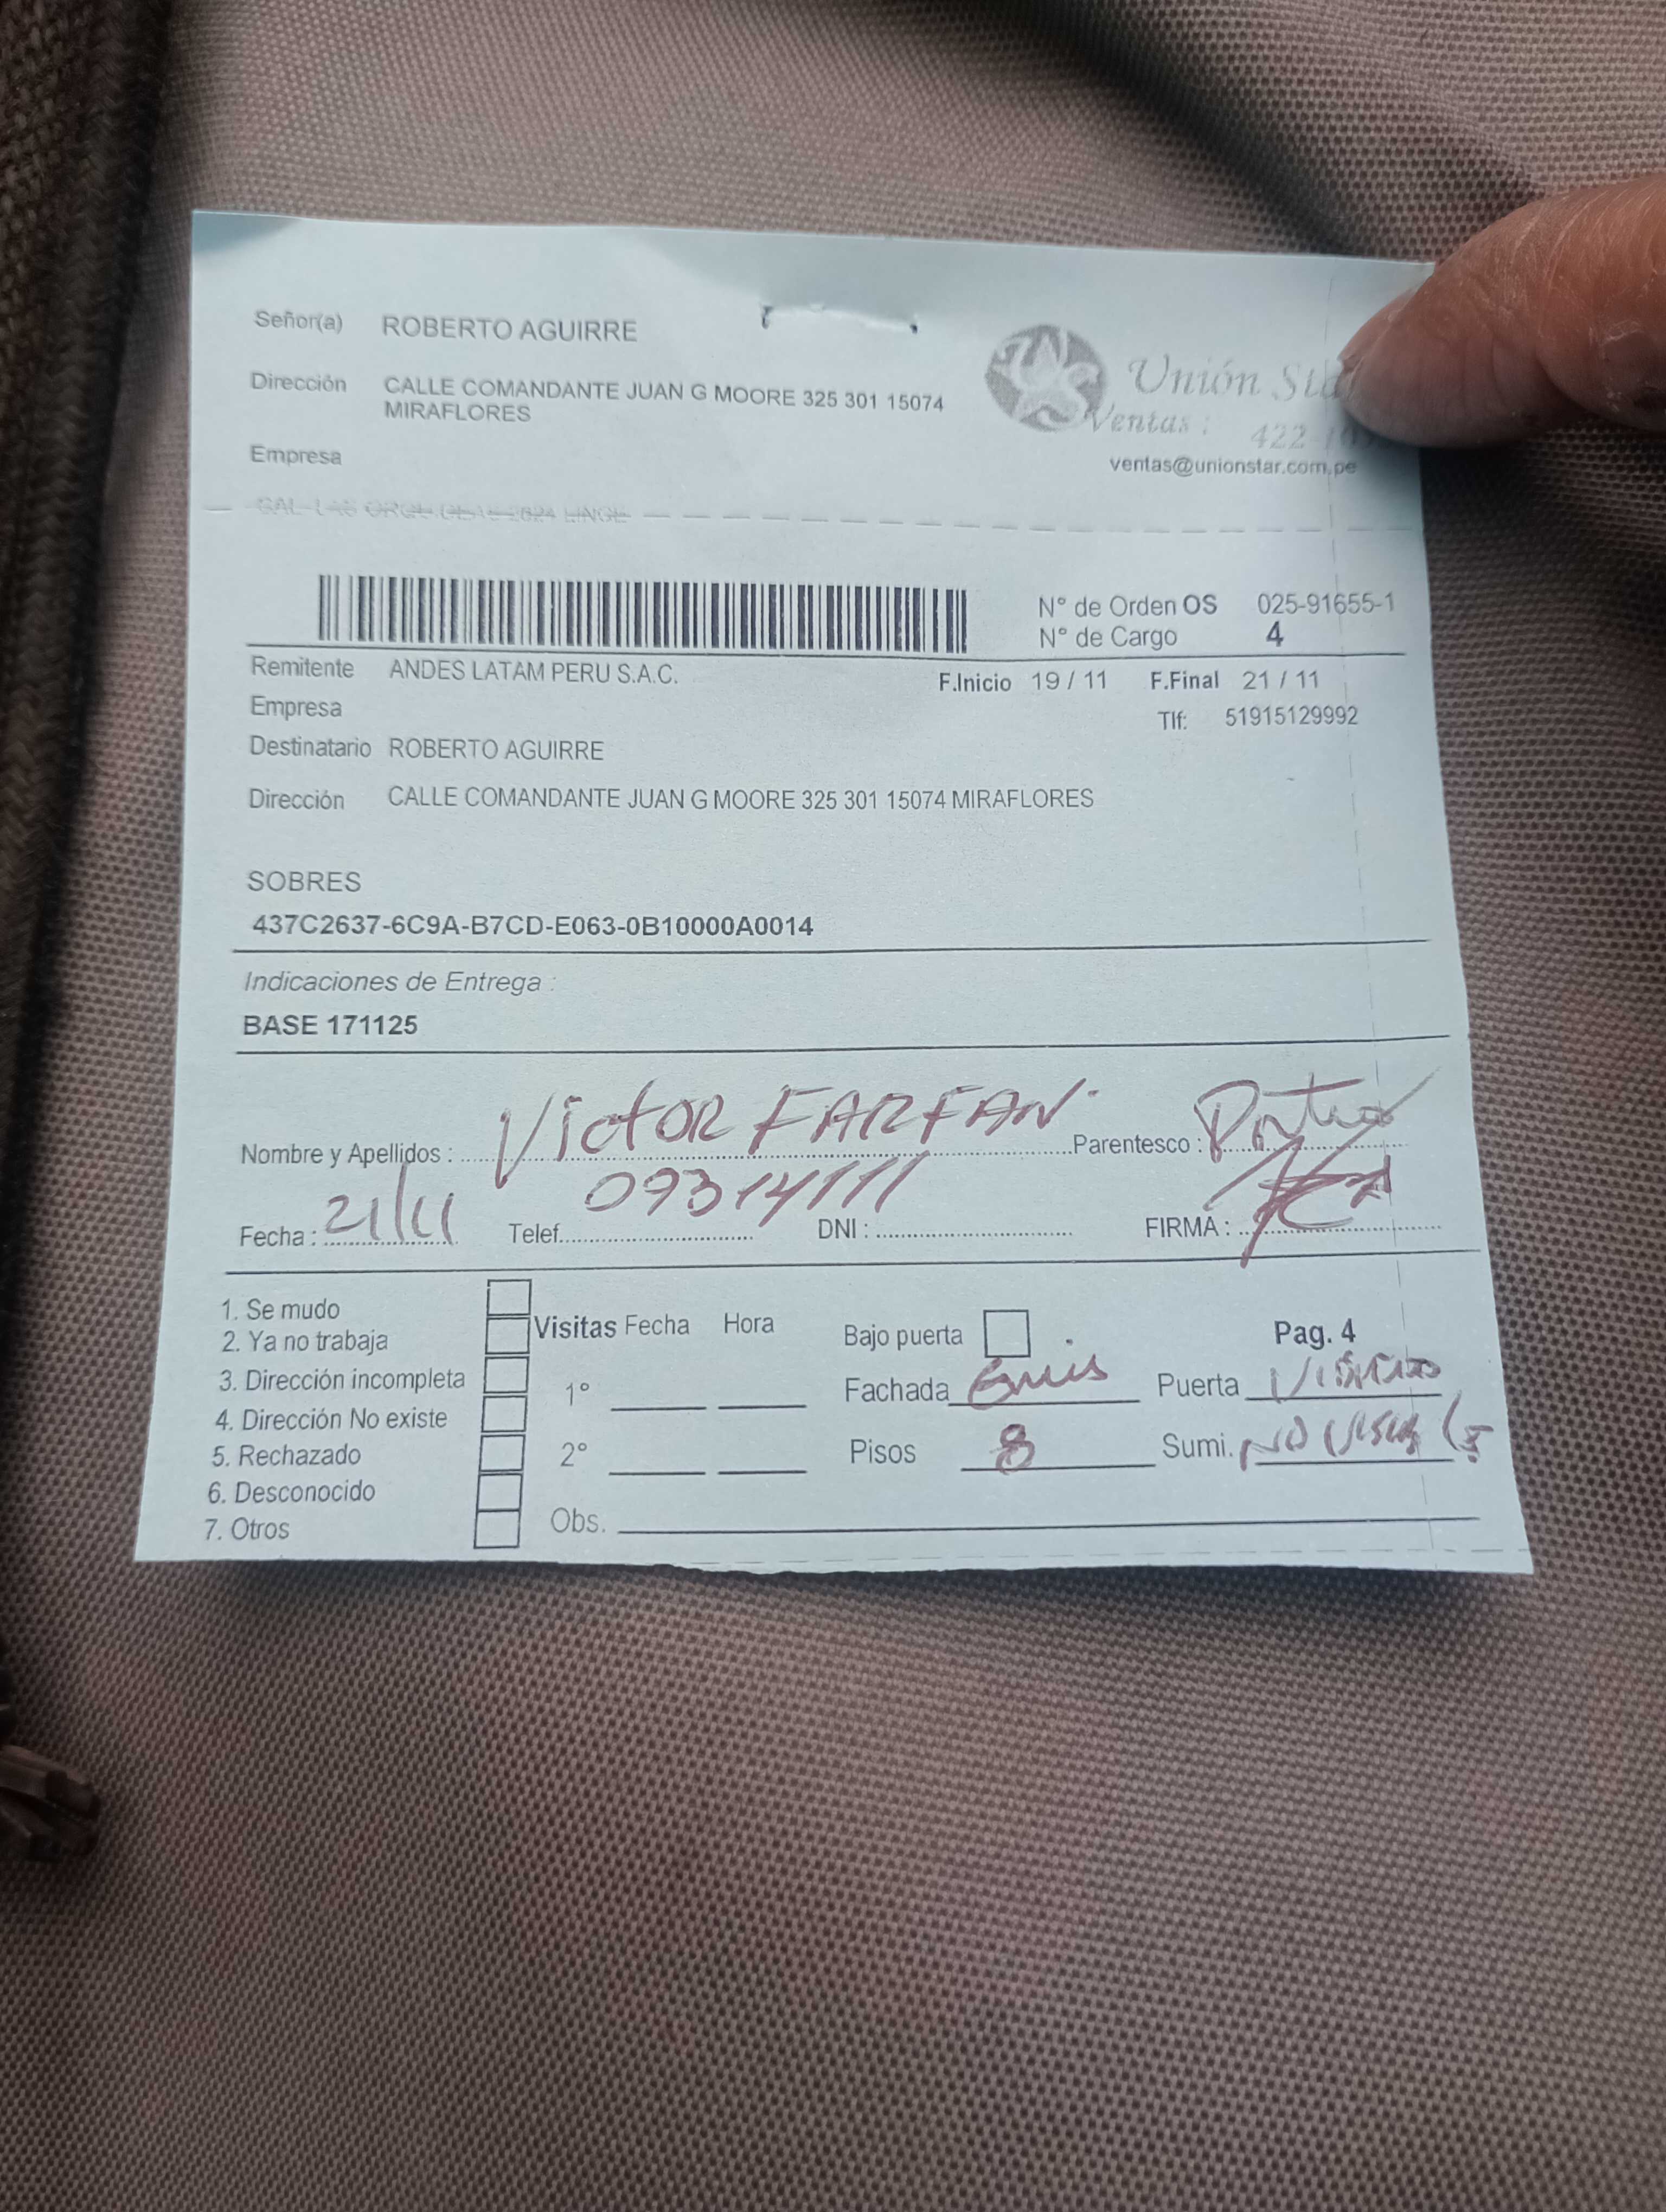 Señor(a) ROBERTO AGUIRRE
Dirección CALLE COMANDANTE JUAN G MOORE 325 301 15074
MIRAFLORES
Empresa
Unión
Ventas : 422
ventas@unionstar.com.pe
N° de Orden OS 025-91655-1
N° de Cargo 4
Remitente ANDES LATAM PERU S.A.C.
F.Inicio 19 / 11 F.Final 21 / 11
Empresa
Tlf: 51915129992
Destinatario ROBERTO AGUIRRE
Dirección CALLE COMANDANTE JUAN G MOORE 325 301 15074 MIRAFLORES
SOBRES
437C2637-6C9A-B7CD-E063-0B10000A0014
Indicaciones de Entrega :
BASE 171125
Nombre y Apellidos : Victor FARFAN Parentesco :
09314111
Fecha : 21/11 Telef. DNI : FIRMA :
1. Se mudo
2. Ya no trabaja
3. Dirección incompleta
4. Dirección No existe
5. Rechazado
6. Desconocido
7. Otros
Visitas Fecha Hora
1°
2°
Obs.
Bajo puerta Pag. 4
Fachada Puerta
Pisos 8 Sumi. NO